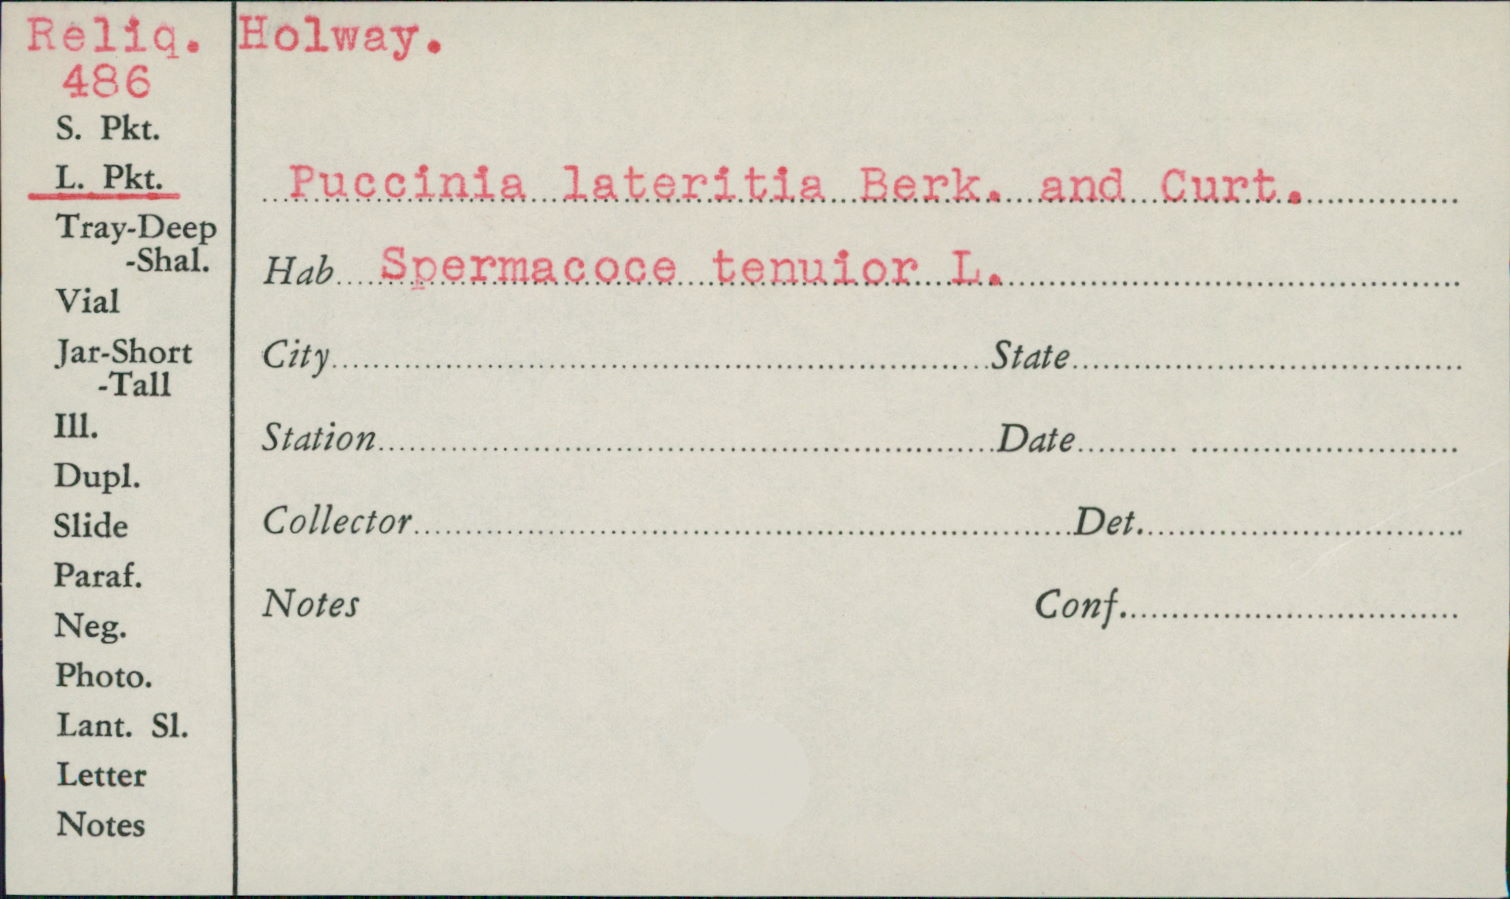 Reliq. Holway.
486
S. Pkt.
L. Pkt.
Tray-Deep
-Shal.
Vial
Jar-Short
-Tall
Ill.
Dupl.
Slide
Paraf.
Neg.
Photo.
Lant. Sl.
Letter
Notes
Puccinia lateritia Berk. and Curt.
Hab Spermacoce tenuior L.
City State
Station Date
Collector Det.
Notes Conf.